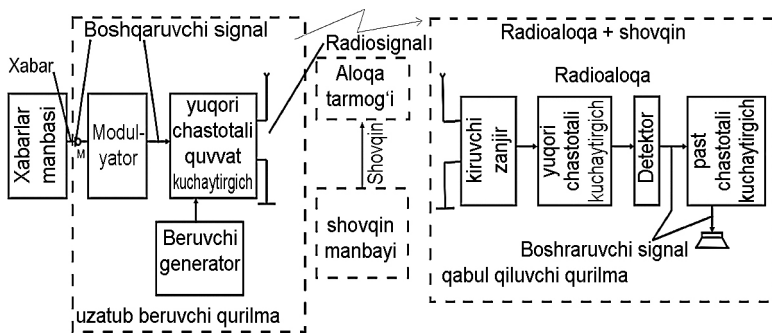 Boshqaruvchi signal
Radiosignal
Radioaloqa + shovqin
Xabar
Xabarlar
manbasi
M
Modul-
yator
yuqori
chastotali
quvvat
kuchaytirgich
Beruvchi
generator
uzatub beruvchi qurilma
Aloqa
tarmog‘i
Shovqin
shovqin
manbayi
Radioaloqa
kiruvchi
zanjir
yuqori
chastotali
kuchaytirgich
Detektor
past
chastotali
kuchaytirgich
Boshraruvchi signal
qabul qiluvchi qurilma